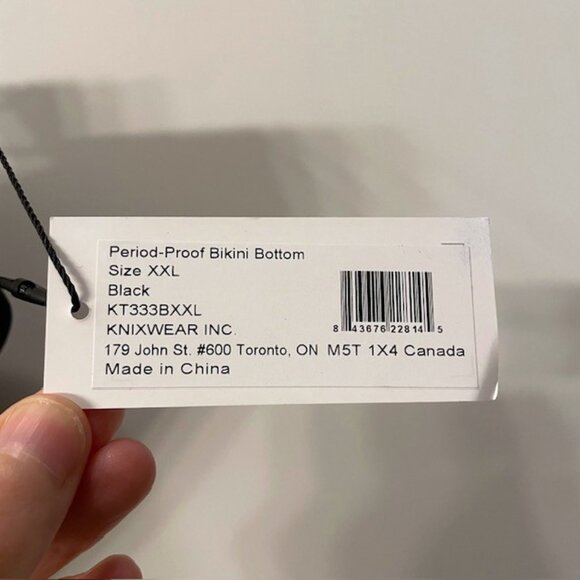 Period-Proof Bikini Bottom
Size XXL
Black
KT333BXXL
KNIXWEAR INC.
8 43676 22814 5
179 John St. #600 Toronto, ON M5T 1X4 Canada
Made in China